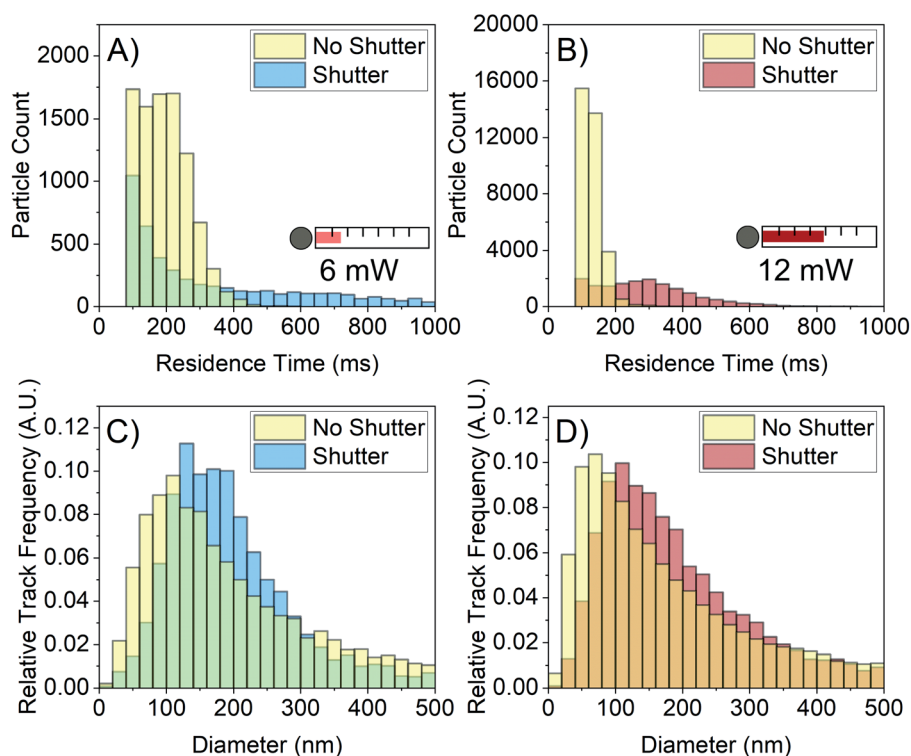 A)
No Shutter
Shutter
2000
1500
1000
500
0
Particle Count
6 mW
0 200 400 600 800 1000
Residence Time (ms)
B)
No Shutter
Shutter
20000
16000
12000
8000
4000
0
Particle Count
12 mW
0 200 400 600 800 1000
Residence Time (ms)
C)
No Shutter
Shutter
0.12
0.10
0.08
0.06
0.04
0.02
0.00
Relative Track Frequency (A.U.)
0 100 200 300 400 500
Diameter (nm)
D)
No Shutter
Shutter
0.12
0.10
0.08
0.06
0.04
0.02
0.00
Relative Track Frequency (A.U.)
0 100 200 300 400 500
Diameter (nm)